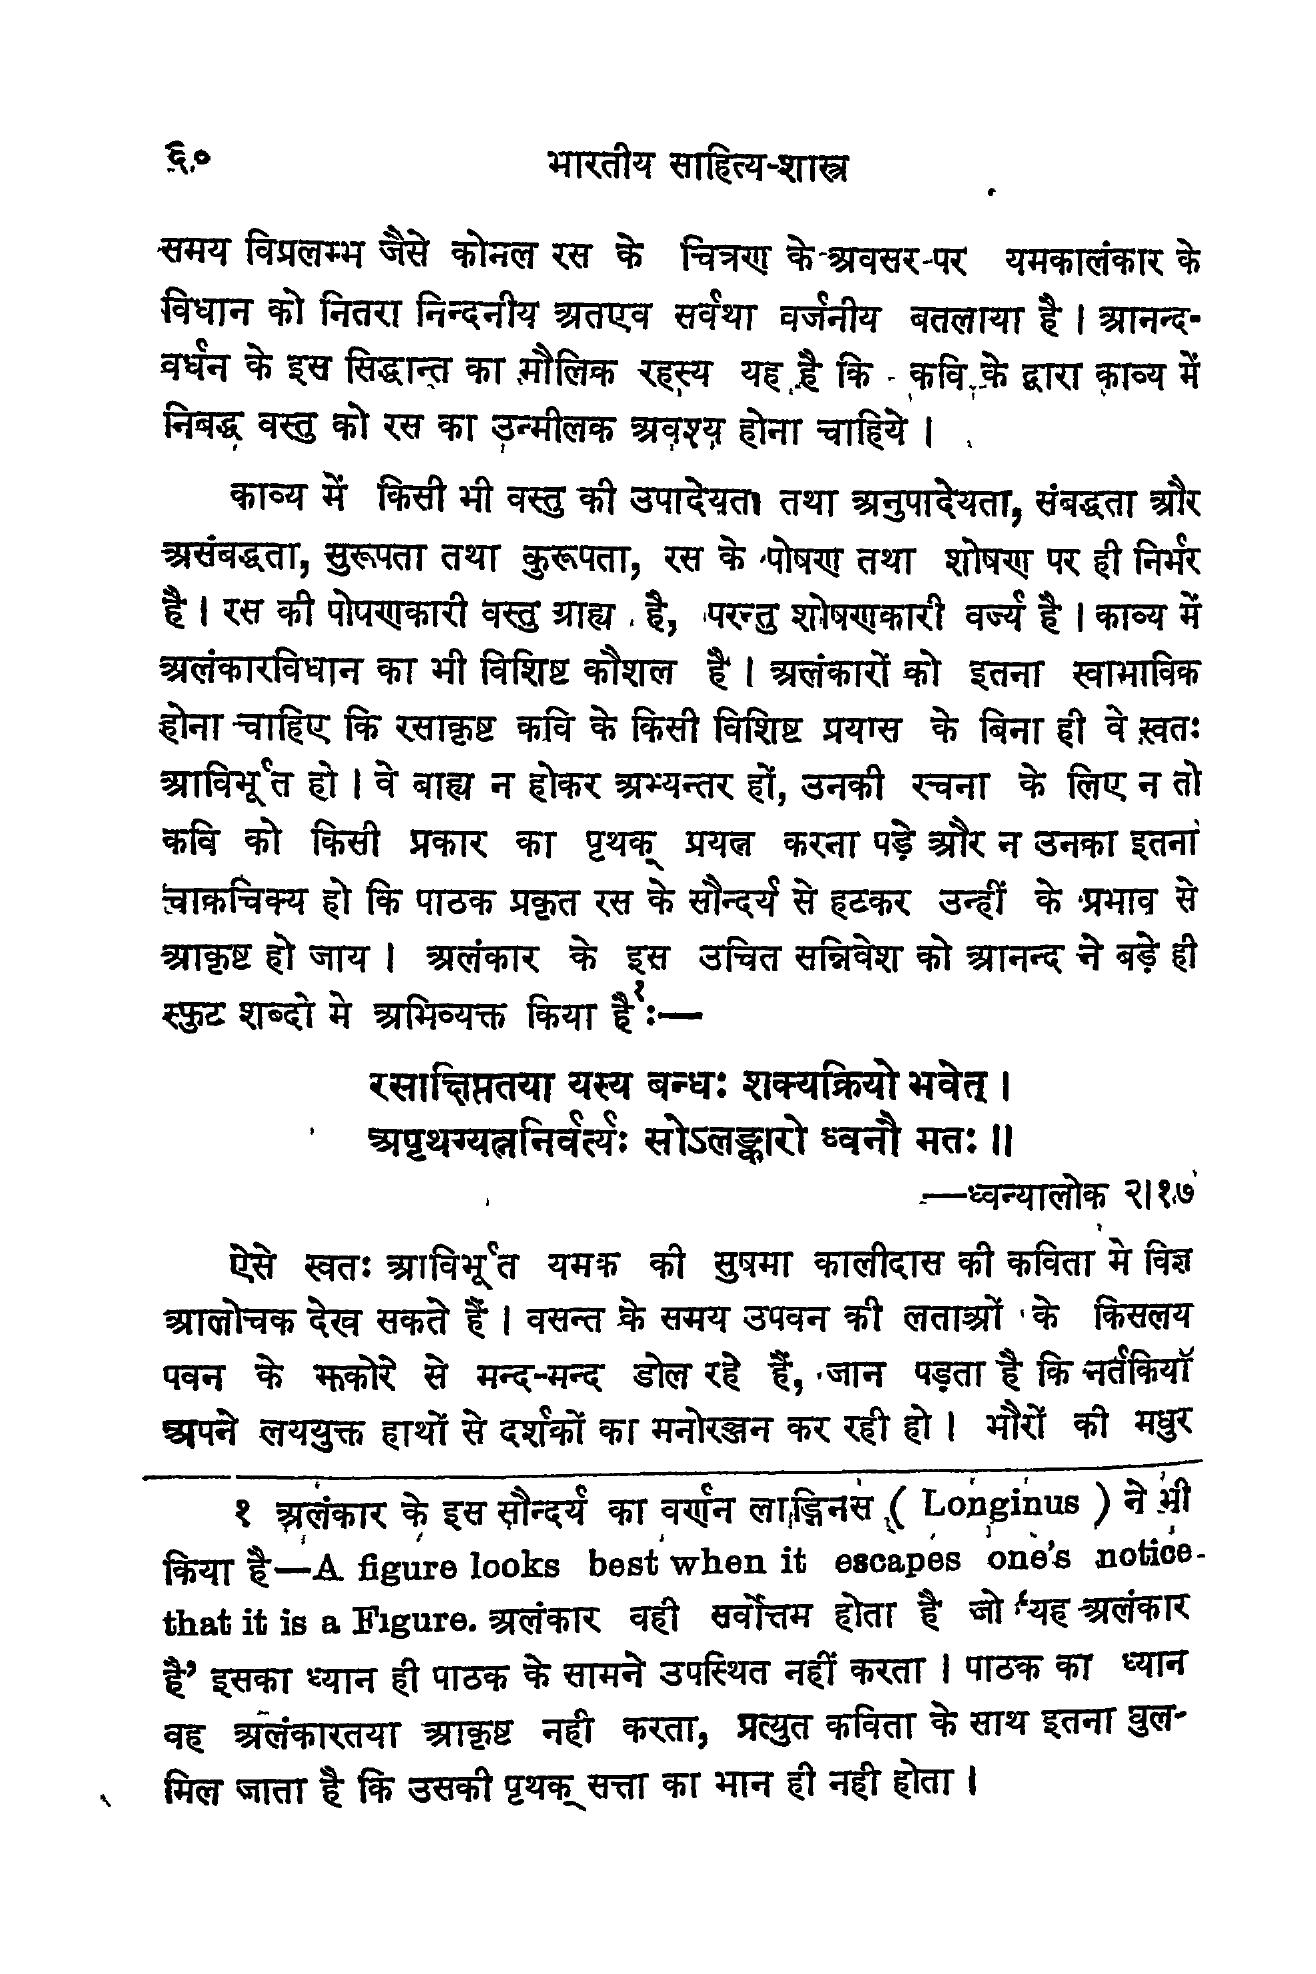 ६०
भारतीय साहित्य-शास्त्र
समय विप्रलम्भ जैसे कोमल रस के चित्रण के अवसर पर यमकालंकार के
विधान को नितरा निन्दनीय अतएव सर्वथा वर्जनीय बतलाया है । आनन्द-
वर्धन के इस सिद्धान्त का मौलिक रहस्य यह है कि कवि के द्वारा काव्य में
निबद्ध वस्तु को रस का उन्मीलक अवश्य होना चाहिये ।
काव्य में किसी भी वस्तु की उपादेयता तथा अनुपादेयता, संबद्धता और
असंबद्धता, सुरूपता तथा कुरूपता, रस के पोषण तथा शोषण पर ही निर्भर
है । रस की पोषणकारी वस्तु ग्राह्य है, परन्तु शोषणकारी वर्ज्य है । काव्य में
अलंकारविधान का भी विशिष्ट कौशल है । अलंकारों को इतना स्वाभाविक
होना चाहिए कि रसाकृष्ट कवि के किसी विशिष्ट प्रयास के बिना ही वे स्वतः
आविर्भूत हो । वे बाह्य न होकर अभ्यन्तर हों, उनकी रचना के लिए न तो
कवि को किसी प्रकार का पृथक् प्रयत्न करना पड़े और न उनका इतना
चाकचिक्य हो कि पाठक प्रकृत रस के सौन्दर्य से हटकर उन्हीं के प्रभाव से
आकृष्ट हो जाय । अलंकार के इस उचित सन्निवेश को आनन्द ने बड़े ही
स्फुट शब्दो मे अभिव्यक्त किया है१ :—
रसाक्षिप्ततया यस्य बन्धः शक्यक्रियो भवेत् ।
अपृथग्यत्ननिर्वर्त्यः सोऽलङ्कारो ध्वनौ मतः ॥
—ध्वन्यालोक २।१७
ऐसे स्वतः आविर्भूत यमक की सुषमा कालीदास की कविता मे विज्ञ
आलोचक देख सकते हैं । वसन्त के समय उपवन की लताओं के किसलय
पवन के झकोरे से मन्द-मन्द डोल रहे हैं, जान पड़ता है कि नर्तकियॉ
अपने लययुक्त हाथों से दर्शकों का मनोरञ्जन कर रही हो । भौरों की मधुर
१ अलंकार के इस सौन्दर्य का वर्णन लाङ्गिनस ( Longinus ) ने भी
किया है—A figure looks best when it escapes one's notice
that it is a Figure. अलंकार वही सर्वोत्तम होता है जो 'यह अलंकार
है' इसका ध्यान ही पाठक के सामने उपस्थित नहीं करता । पाठक का ध्यान
वह अलंकारतया आकृष्ट नही करता, प्रत्युत कविता के साथ इतना घुल-
मिल जाता है कि उसकी पृथक् सत्ता का भान ही नही होता ।